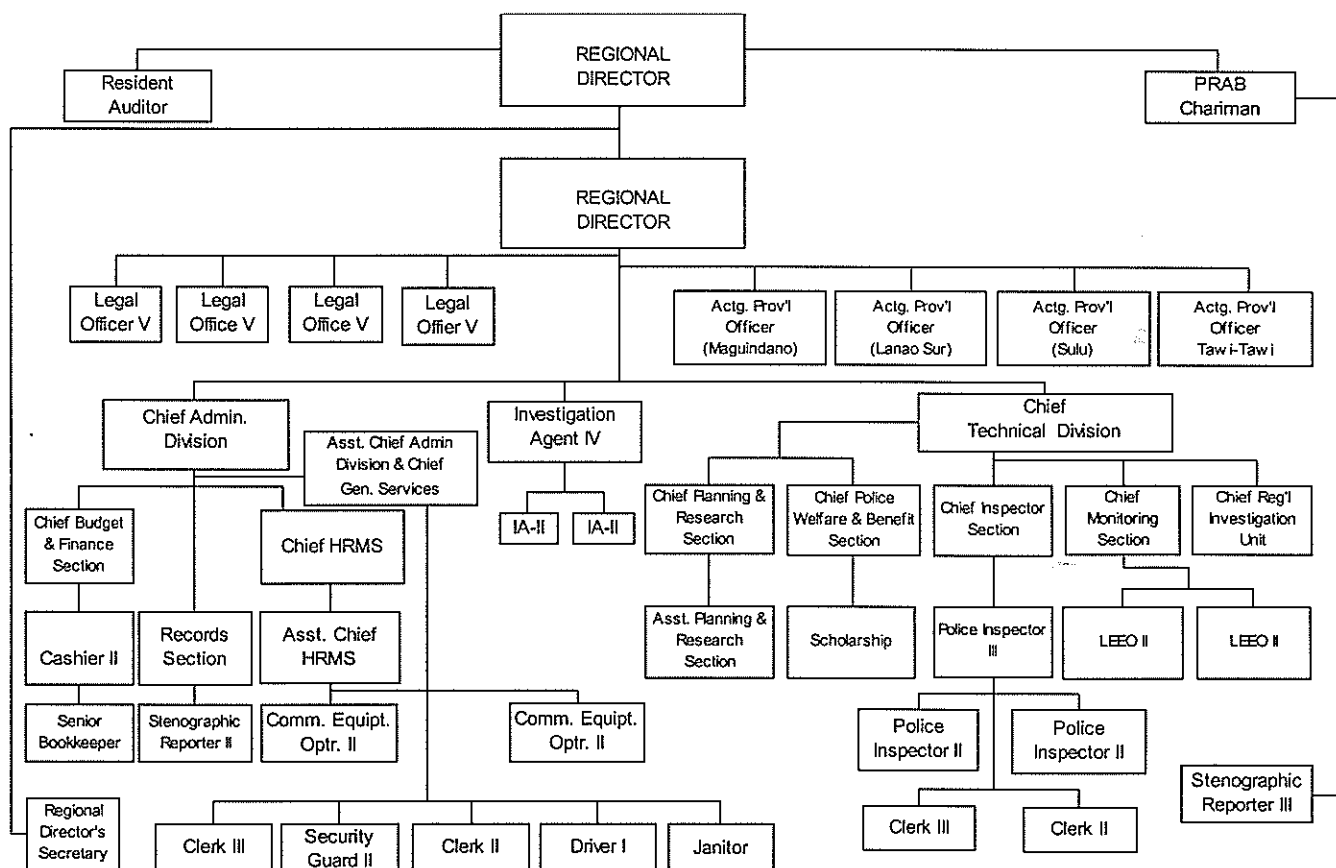 REGIONAL
DIRECTOR
Resident
Auditor
PRAB
Chariman
REGIONAL
DIRECTOR
Legal
Officer V
Legal
Office V
Legal
Office V
Legal
Offier V
Actg. Prov'l
Officer
(Maguindano)
Actg. Prov'l
Officer
(Lanao Sur)
Actg. Prov'l
Officer
(Sulu)
Actg. Prov'l
Officer
Tawi-Tawi
Chief Admin.
Division
Asst. Chief Admin
Division & Chief
Gen. Services
Investigation
Agent IV
Chief
Technical Division
Chief Budget
& Finance
Section
Chief HRMS
IA-II
IA-II
Chief Planning &
Research
Section
Chief Police
Welfare & Benefit
Section
Chief Inspector
Section
Chief
Monitoring
Section
Chief Reg'l
Investigation
Unit
Cashier II
Records
Section
Asst. Chief
HRMS
Asst. Planning &
Research
Section
Scholarship
Police Inspector
III
LEEO II
LEEO II
Senior
Bookkeeper
Stenographic
Reporter II
Comm. Equipt.
Optr. II
Comm. Equipt.
Optr. II
Police
Inspector II
Police
Inspector II
Regional
Director's
Secretary
Clerk III
Security
Guard II
Clerk II
Driver I
Janitor
Clerk III
Clerk II
Stenographic
Reporter III